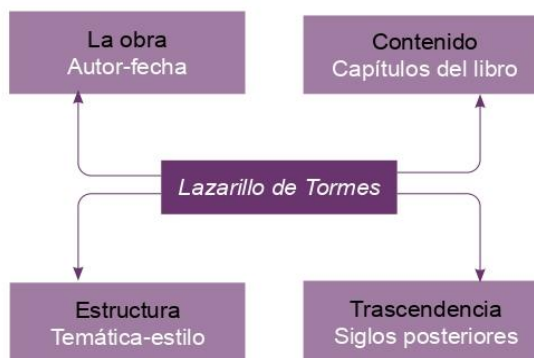 La obra
Autor-fecha
Contenido
Capítulos del libro
Lazarillo de Tormes
Estructura
Temática-estilo
Trascendencia
Siglos posteriores